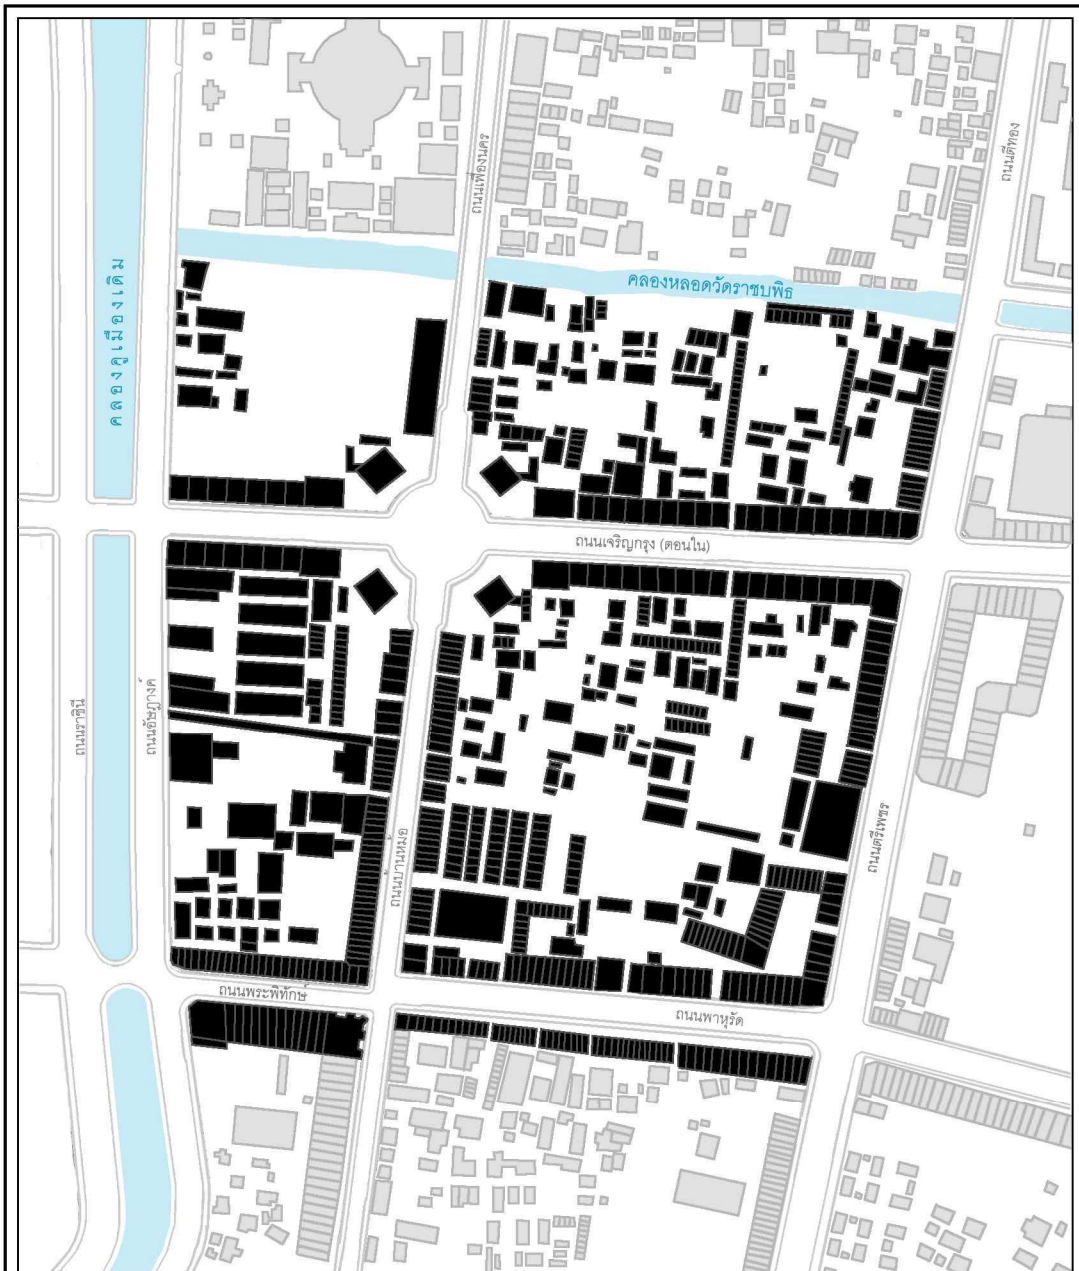 ถนนเฟื่องนคร
ถนนตีทอง
คลองคูเมืองเดิม
คลองหลอดวัดราชบพิธ
ถนนเจริญกรุง (ตอนใน)
ถนนราชินี
ถนนอัษฎางค์
ถนนบ้านหม้อ
ถนนตรีเพชร
ถนนพระพิทักษ์
ถนนพาหุรัด